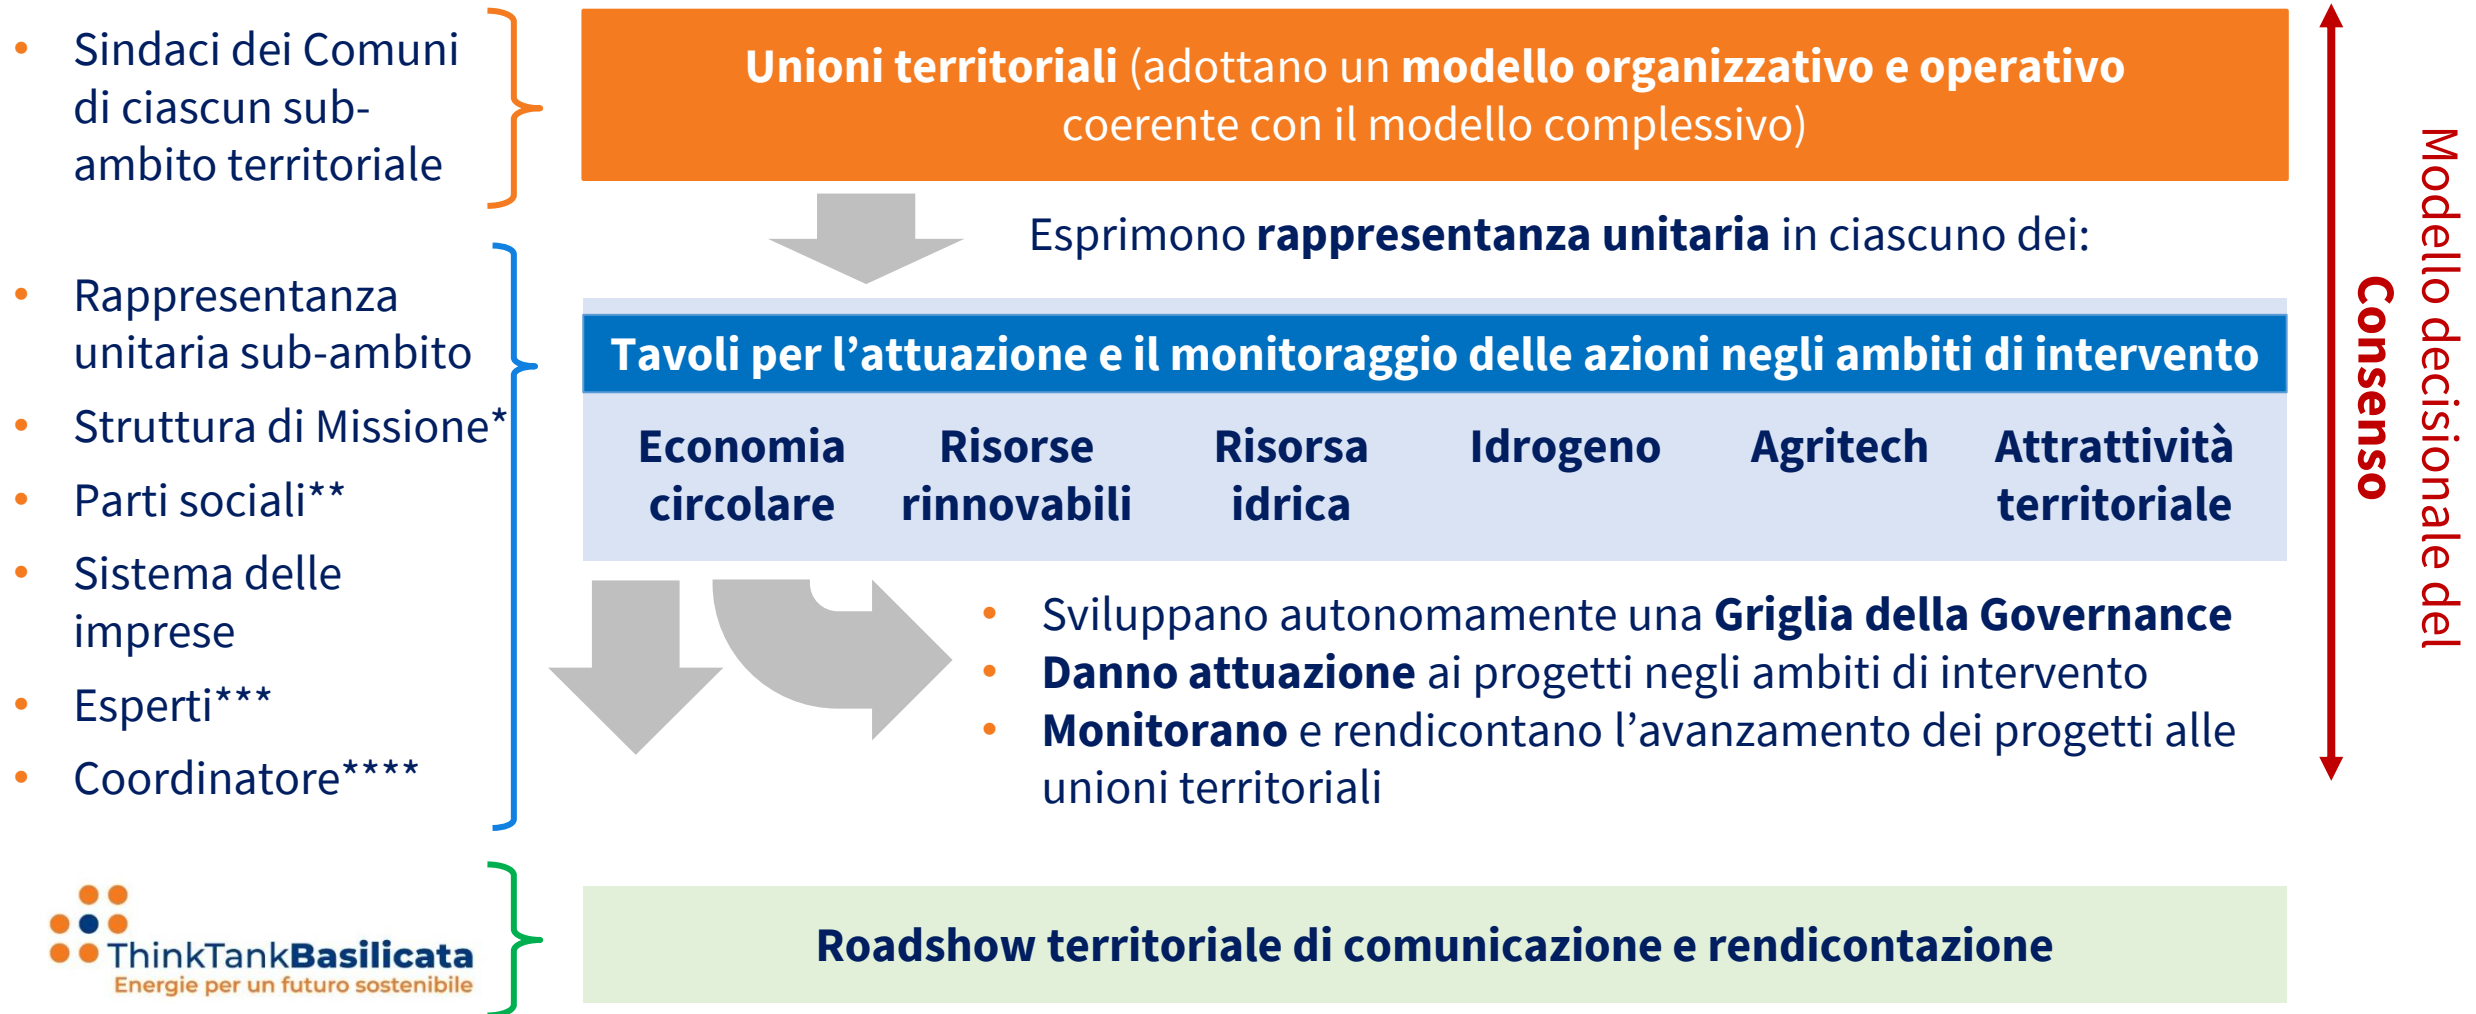 • Sindaci dei Comuni
di ciascun sub-
ambito territoriale
Unioni territoriali (adottano un modello organizzativo e operativo
coerente con il modello complessivo)
Esprimono rappresentanza unitaria in ciascuno dei:
• Rappresentanza
unitaria sub-ambito
• Struttura di Missione*
• Parti sociali**
• Sistema delle
imprese
• Esperti***
• Coordinatore****
Tavoli per l’attuazione e il monitoraggio delle azioni negli ambiti di intervento
Economia
circolare
Risorse
rinnovabili
Risorsa
idrica
Idrogeno
Agritech
Attrattività
territoriale
• Sviluppano autonomamente una Griglia della Governance
• Danno attuazione ai progetti negli ambiti di intervento
• Monitorano e rendicontano l’avanzamento dei progetti alle
unioni territoriali
Modello decisionale del
Consenso
ThinkTankBasilicata
Energie per un futuro sostenibile
Roadshow territoriale di comunicazione e rendicontazione